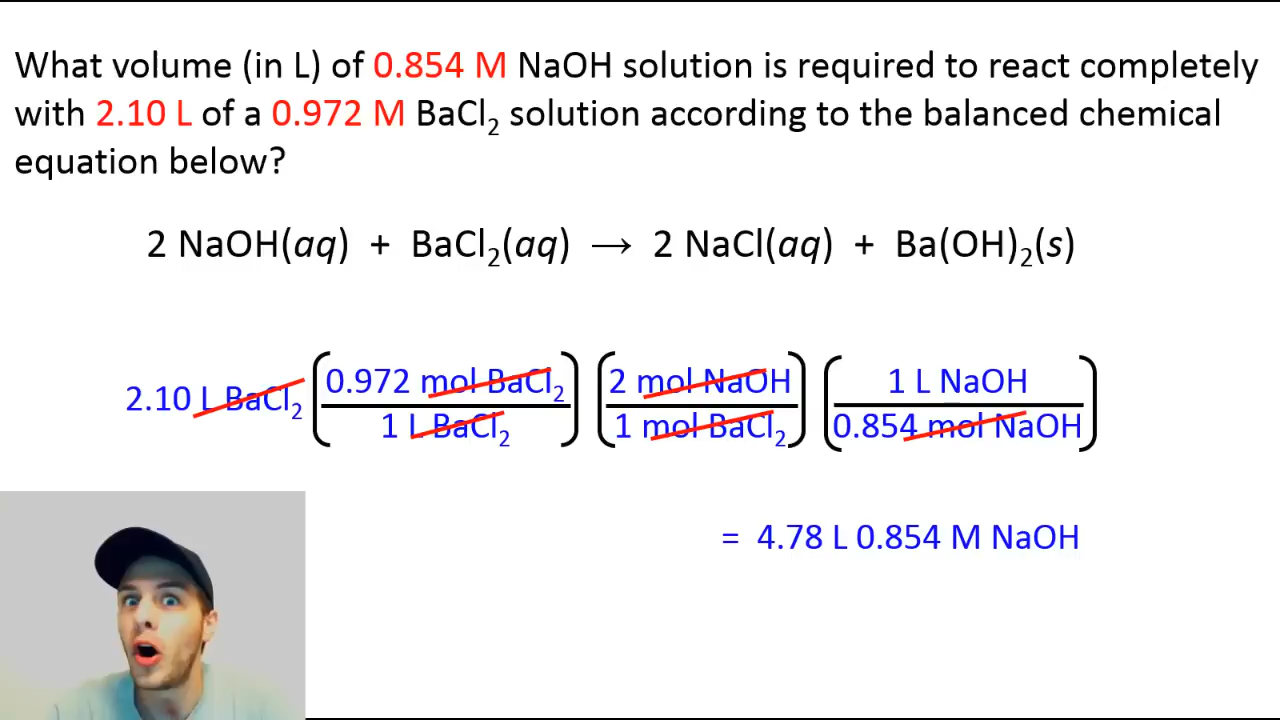 What volume (in L) of 0.854 M NaOH solution is required to react completely
with 2.10 L of a 0.972 M BaCl₂ solution according to the balanced chemical
equation below?
2 NaOH(aq) + BaCl₂(aq) → 2 NaCl(aq) + Ba(OH)₂(s)
2.10 L BaCl₂ (0.972 mol BaCl₂ / 1 L BaCl₂) (2 mol NaOH / 1 mol BaCl₂) (1 L NaOH / 0.854 mol NaOH)
= 4.78 L 0.854 M NaOH